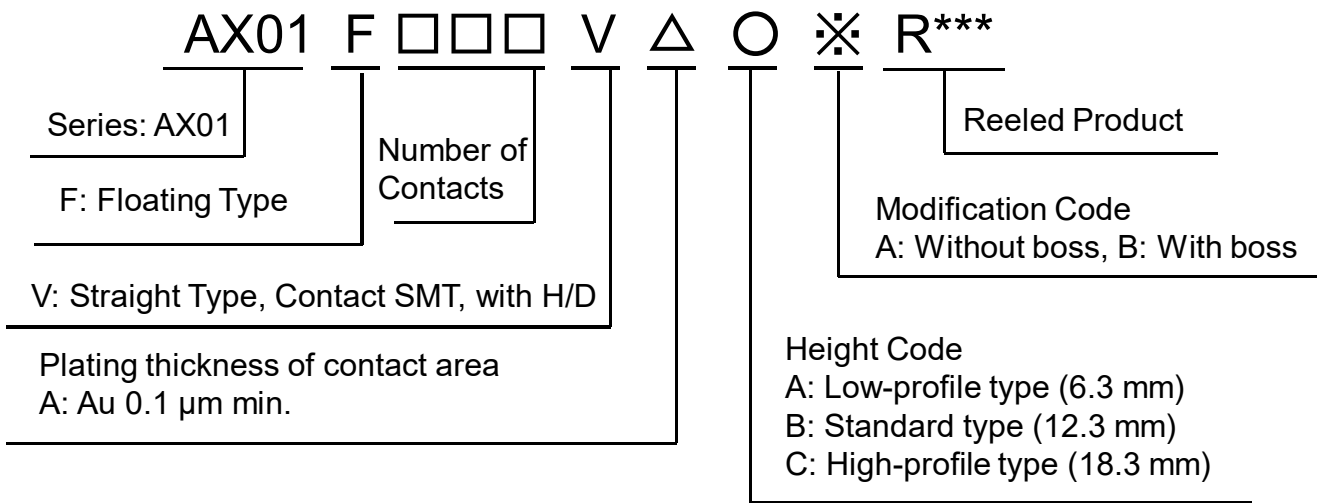 AX01 F □□□ V △ ○ ※ R***
Series: AX01
Reeled Product
Number of
Contacts
F: Floating Type
Modification Code
A: Without boss, B: With boss
V: Straight Type, Contact SMT, with H/D
Plating thickness of contact area
A: Au 0.1 µm min.
Height Code
A: Low-profile type (6.3 mm)
B: Standard type (12.3 mm)
C: High-profile type (18.3 mm)